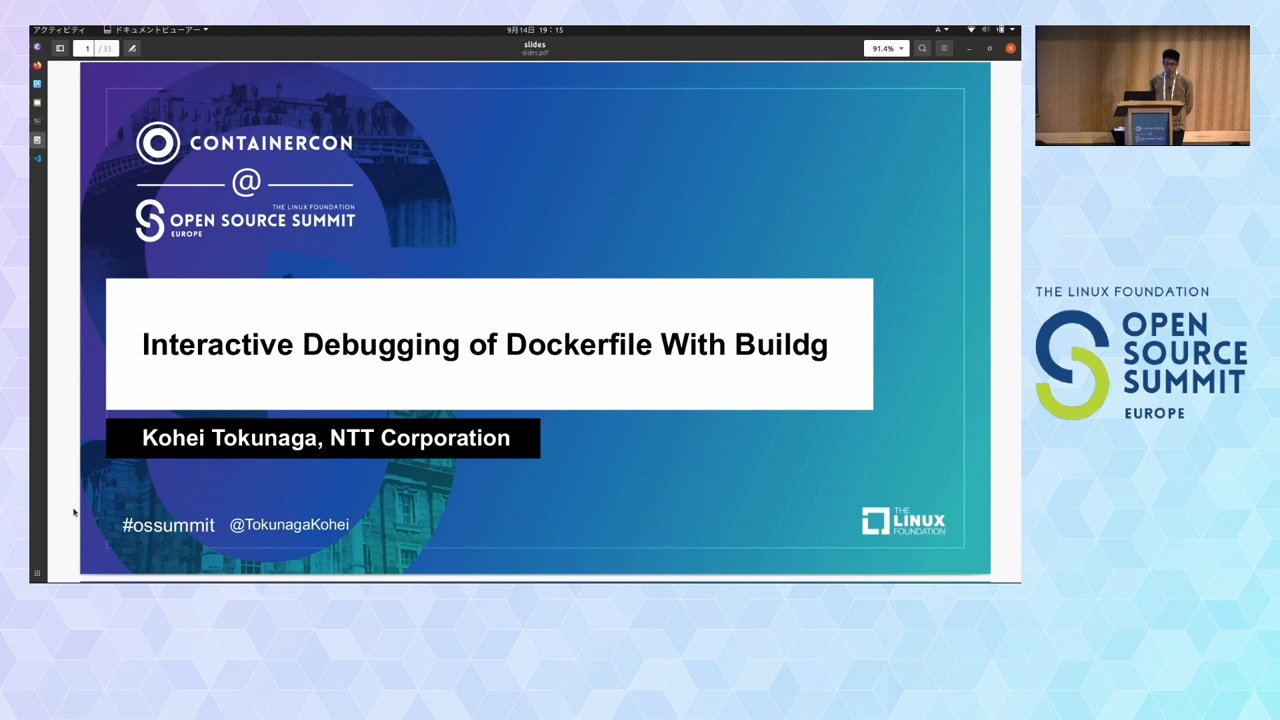 アクティビティ
ドキュメントビューアー
9月14日 19：15
A
1 / 33
slides
slides.pdf
91.4%
CONTAINERCON
@
THE LINUX FOUNDATION
OPEN SOURCE SUMMIT
EUROPE
Interactive Debugging of Dockerfile With Buildg
Kohei Tokunaga, NTT Corporation
#ossummit @TokunagaKohei
THE
LINUX
FOUNDATION
THE LINUX FOUNDATION
OPEN
SOURCE
SUMMIT
EUROPE